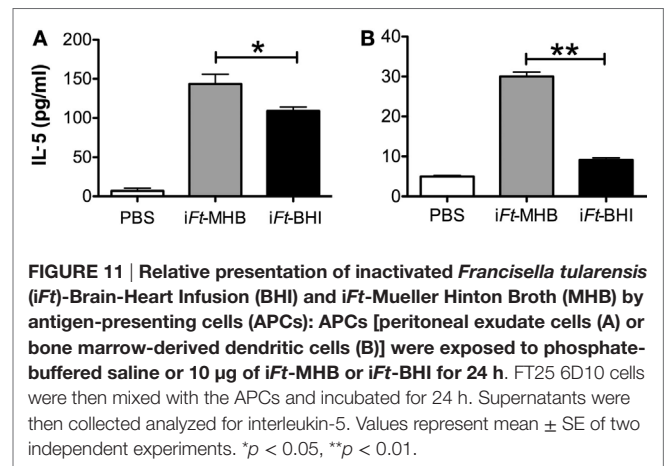 A
B
*
**
IL-5 (pg/ml)
200
150
100
50
0
40
30
20
10
0
PBS iFt-MHB iFt-BHI
PBS iFt-MHB iFt-BHI
FIGURE 11 | Relative presentation of inactivated Francisella tularensis
(iFt)-Brain-Heart Infusion (BHI) and iFt-Mueller Hinton Broth (MHB) by
antigen-presenting cells (APCs): APCs [peritoneal exudate cells (A) or
bone marrow-derived dendritic cells (B)] were exposed to phosphate-
buffered saline or 10 µg of iFt-MHB or iFt-BHI for 24 h. FT25 6D10 cells
were then mixed with the APCs and incubated for 24 h. Supernatants were
then collected analyzed for interleukin-5. Values represent mean ± SE of two
independent experiments. *p < 0.05, **p < 0.01.